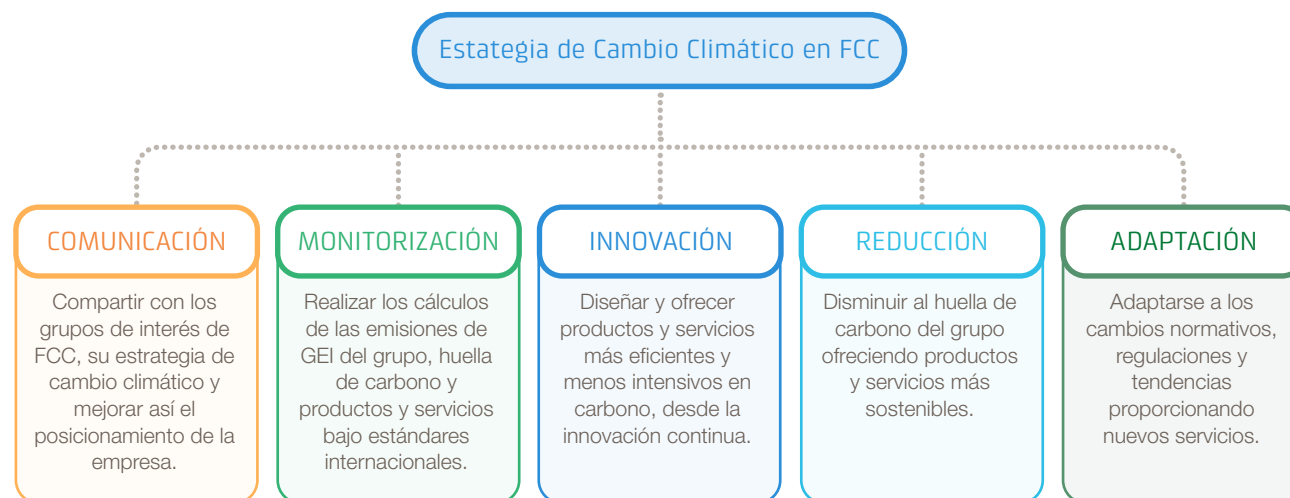 Estategia de Cambio Climático en FCC
COMUNICACIÓN
Compartir con los
grupos de interés de
FCC, su estrategia de
cambio climático y
mejorar así el
posicionamiento de la
empresa.
MONITORIZACIÓN
Realizar los cálculos
de las emisiones de
GEI del grupo, huella
de carbono y
productos y servicios
bajo estándares
internacionales.
INNOVACIÓN
Diseñar y ofrecer
productos y servicios
más eficientes y
menos intensivos en
carbono, desde la
innovación continua.
REDUCCIÓN
Disminuir al huella de
carbono del grupo
ofreciendo productos
y servicios más
sostenibles.
ADAPTACIÓN
Adaptarse a los
cambios normativos,
regulaciones y
tendencias
proporcionando
nuevos servicios.